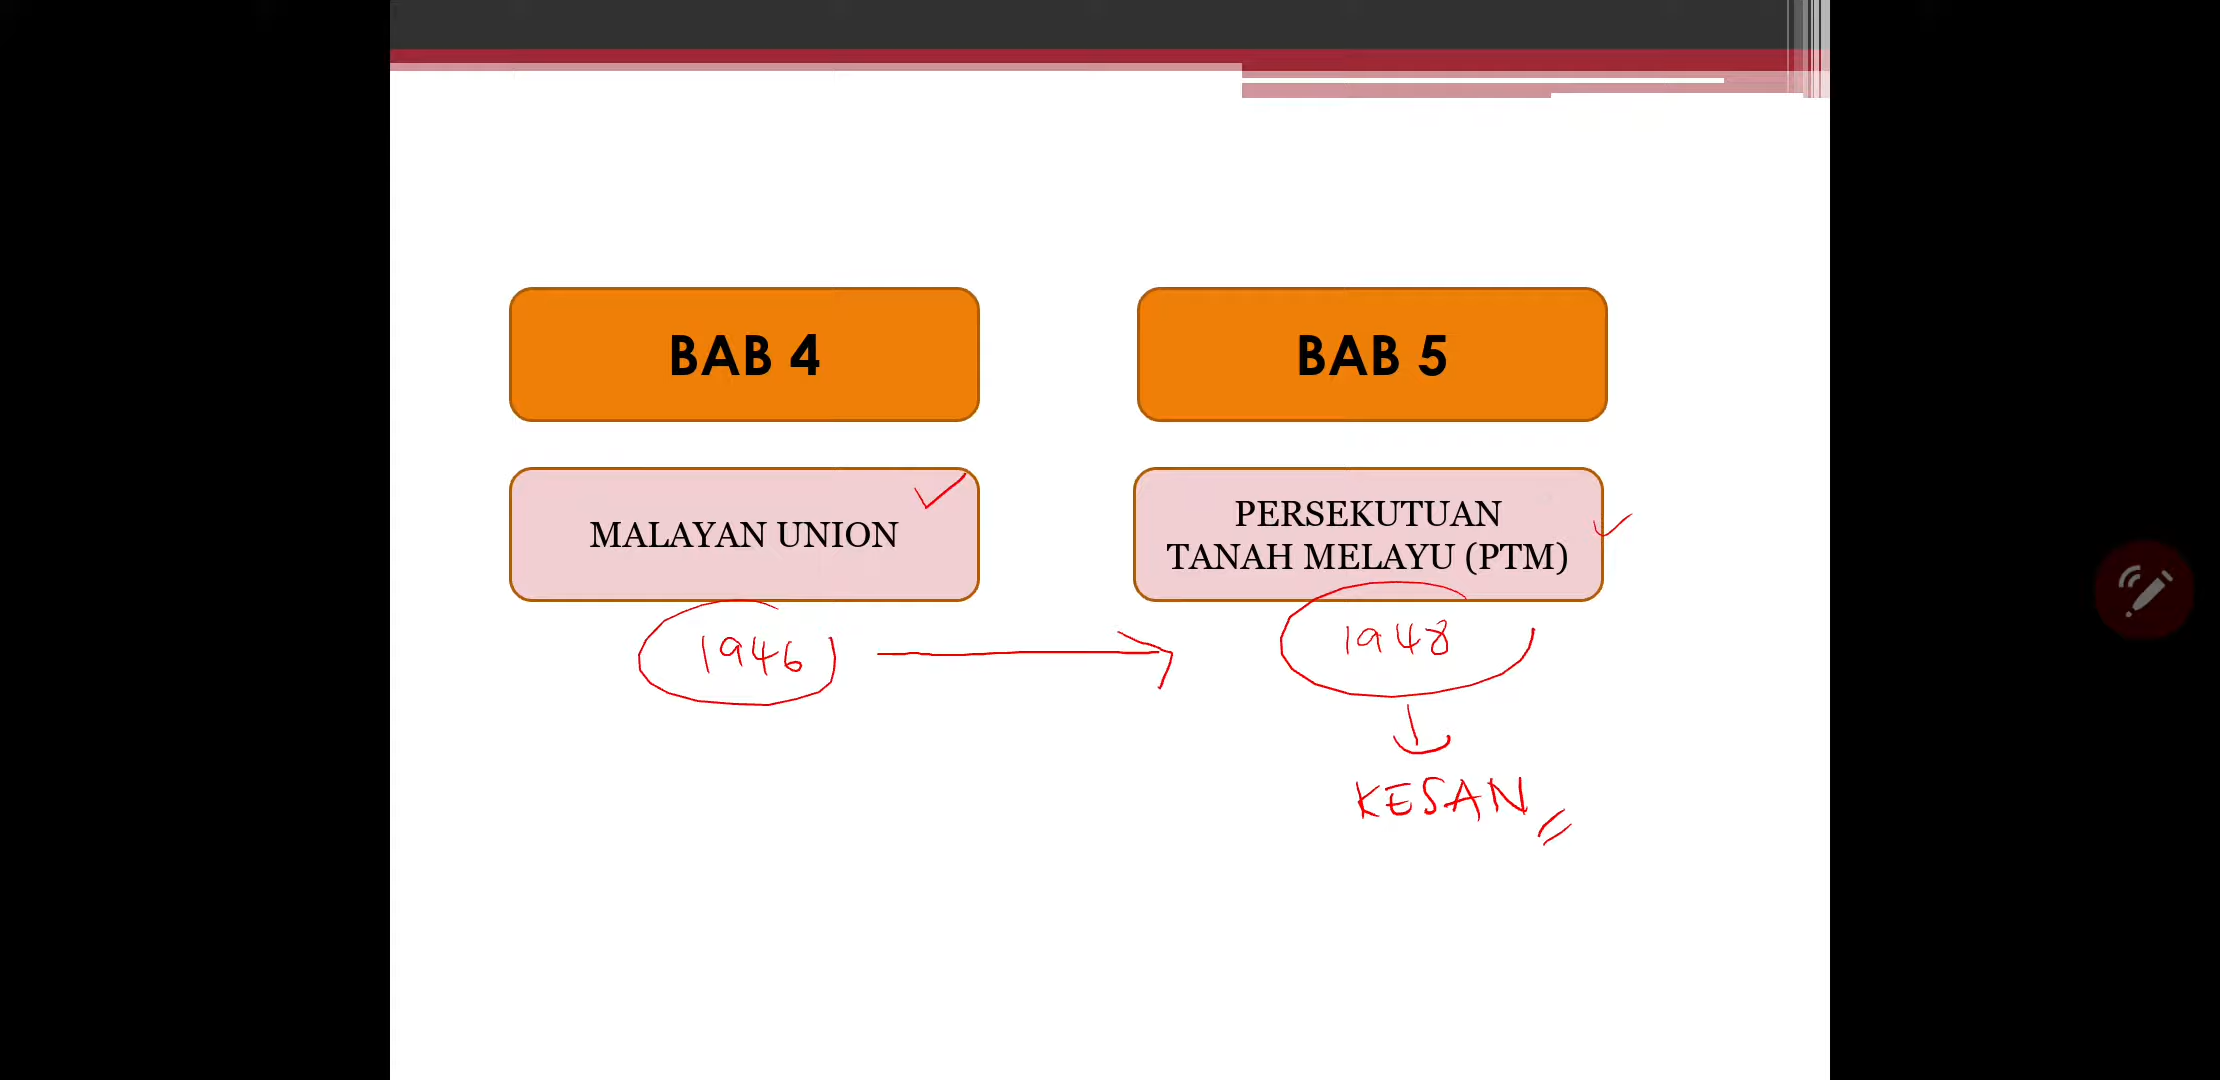 BAB 4
BAB 5
MALAYAN UNION
PERSEKUTUAN
TANAH MELAYU (PTM)
1946
1948
KESAN